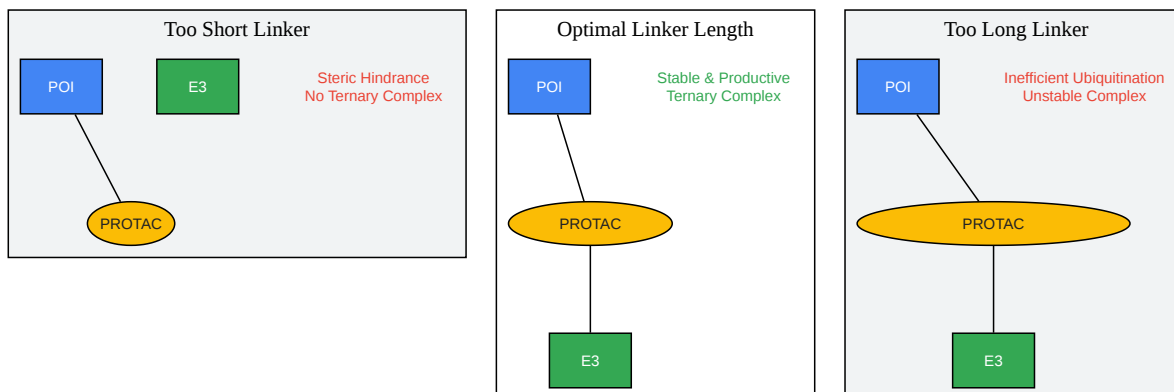 Too Short Linker
POI
E3
Steric Hindrance
No Ternary Complex
PROTAC
Optimal Linker Length
POI
Stable & Productive
Ternary Complex
PROTAC
E3
Too Long Linker
POI
Inefficient Ubiquitination
Unstable Complex
PROTAC
E3